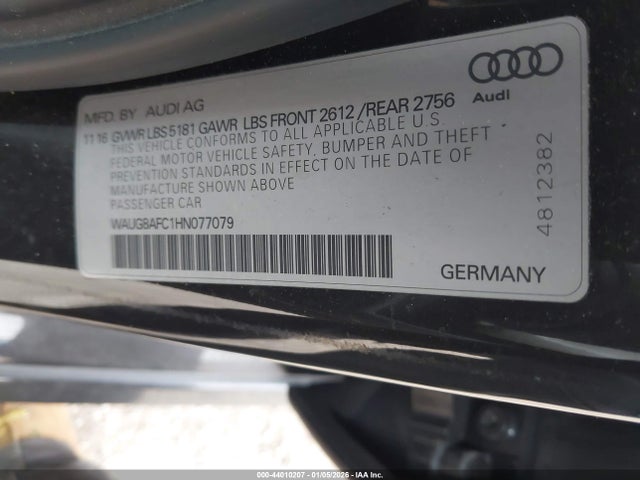 MFD. BY AUDI AG
11 16 GVWR LBS 5181 GAWR LBS FRONT 2612 / REAR 2756
THIS VEHICLE CONFORMS TO ALL APPLICABLE U.S.
FEDERAL MOTOR VEHICLE SAFETY, BUMPER AND THEFT
PREVENTION STANDARDS IN EFFECT ON THE DATE OF
MANUFACTURE SHOWN ABOVE
PASSENGER CAR
WAUG8AFC1HN077079
GERMANY
Audi
4812382
000-44010207 - 01/05/2026 - © IAA Inc.